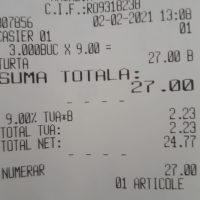 C.I.F.:RO9318238
007856 02-02-2021 13:08
CASIER 01 01
3.000BUC X 9.00 =
TURTA 27.00 B
SUMA TOTALA:
27.00
- - - -
9.00% TVA*B 2.23
TOTAL TVA: 2.23
TOTAL NET: 24.77
- - - -
NUMERAR 27.00
01 ARTICOLE